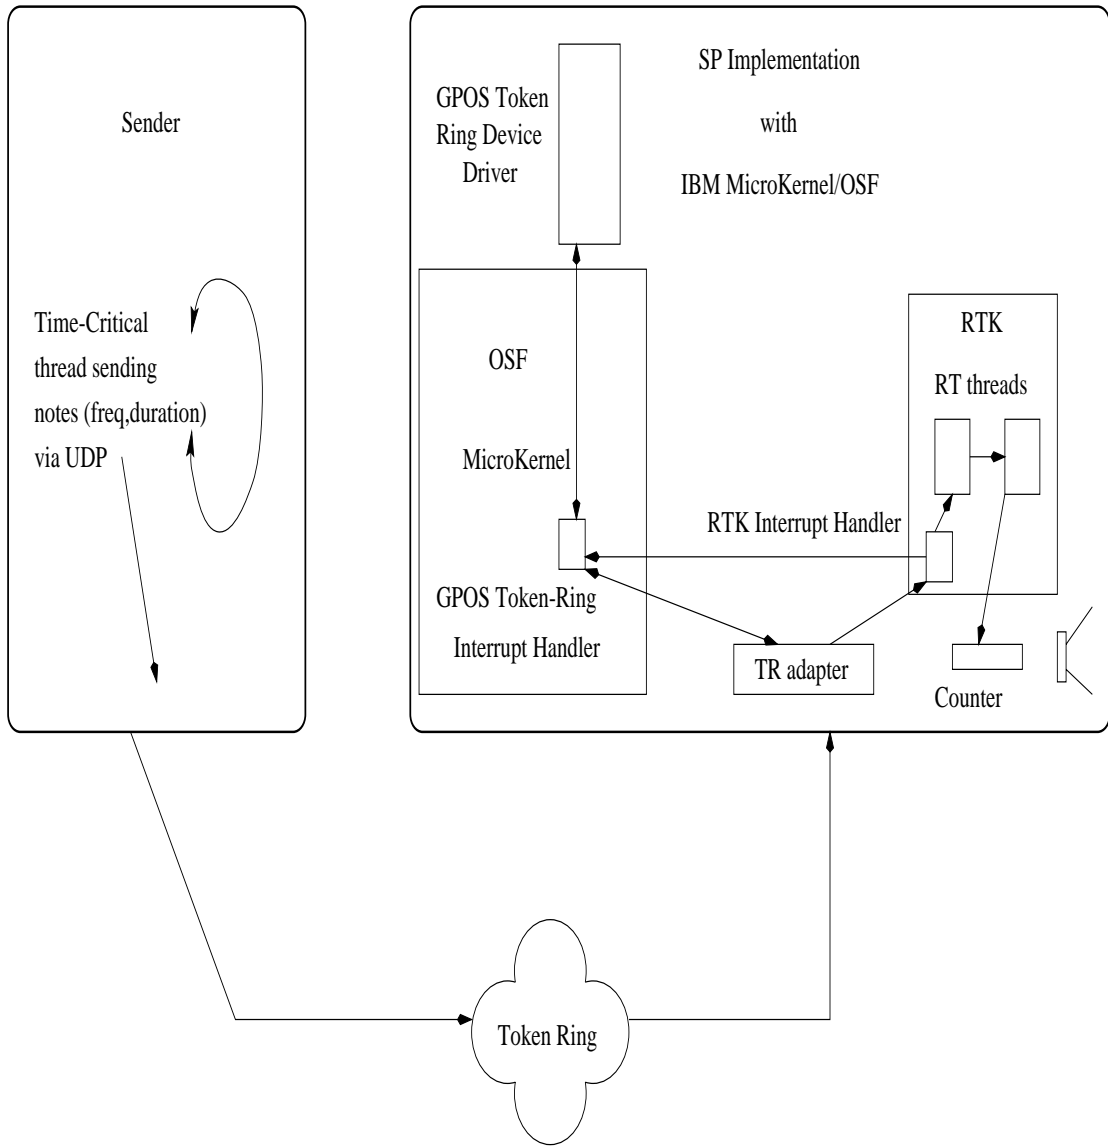 Sender
Time-Critical
thread sending
notes (freq,duration)
via UDP
SP Implementation
with
IBM MicroKernel/OSF
GPOS Token
Ring Device
Driver
OSF
MicroKernel
GPOS Token-Ring
Interrupt Handler
RTK Interrupt Handler
RTK
RT threads
TR adapter
Counter
Token Ring